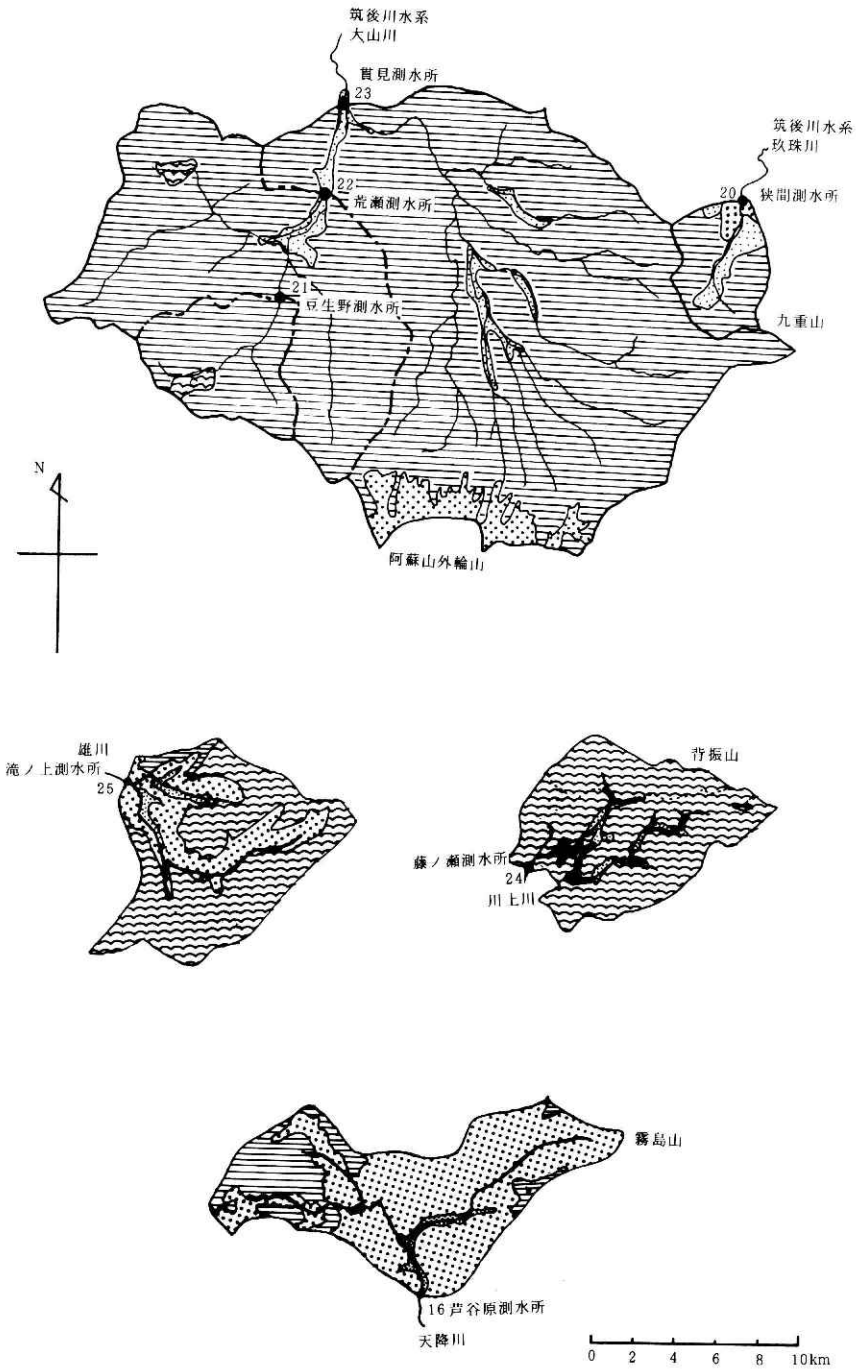 筑後川水系
大山川
貫見測水所
23
筑後川水系
玖珠川
20
狭間測水所
22
荒瀬測水所
21
豆生野測水所
九重山
N
阿蘇山外輪山
雄川
滝ノ上測水所
25
背振山
藤ノ瀬測水所
24
川上川
霧島山
16芦谷原測水所
天降川
0 2 4 6 8 10km